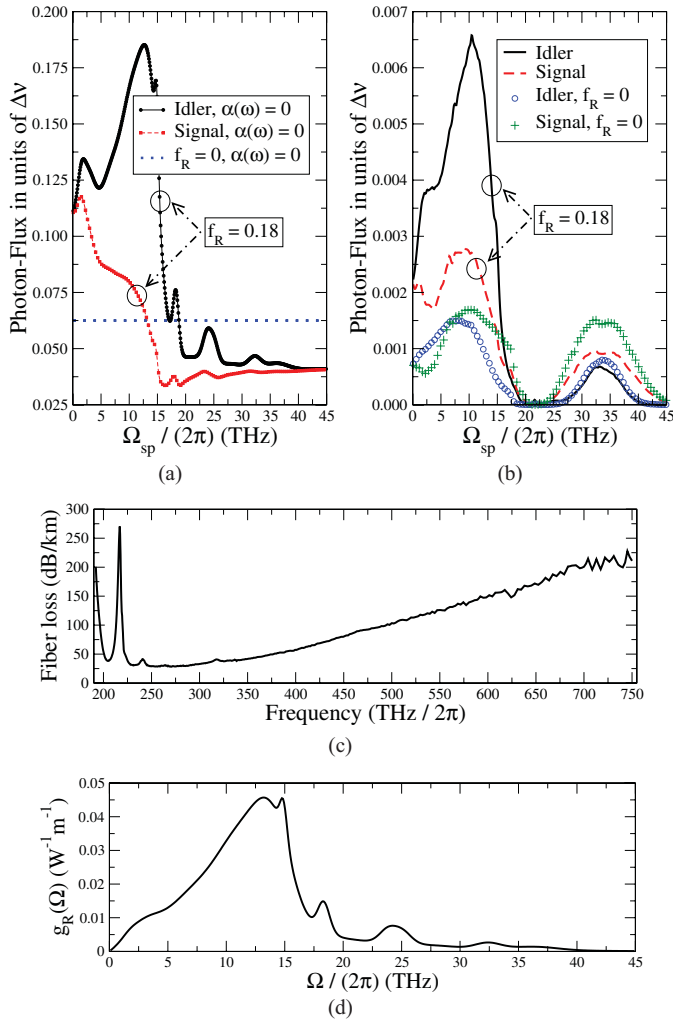 0.200
0.175
0.150
0.125
0.100
0.075
0.050
0.025
Photon-Flux in units of Δν
Idler, α(ω) = 0
Signal, α(ω) = 0
f_R = 0, α(ω) = 0
f_R = 0.18
0 5 10 15 20 25 30 35 40 45
Ω_sp / (2π) (THz)
(a)
0.007
0.006
0.005
0.004
0.003
0.002
0.001
0.000
Photon-Flux in units of Δν
Idler
Signal
Idler, f_R = 0
Signal, f_R = 0
f_R = 0.18
0 5 10 15 20 25 30 35 40 45
Ω_sp / (2π) (THz)
(b)
300
250
200
150
100
50
0
Fiber loss (dB/km)
200 250 300 350 400 450 500 550 600 650 700 750
Frequency (THz / 2π)
(c)
0.05
0.04
0.03
0.02
0.01
0
g_R(Ω) (W⁻¹m⁻¹)
0 5 10 15 20 25 30 35 40 45
Ω / (2π) (THz)
(d)